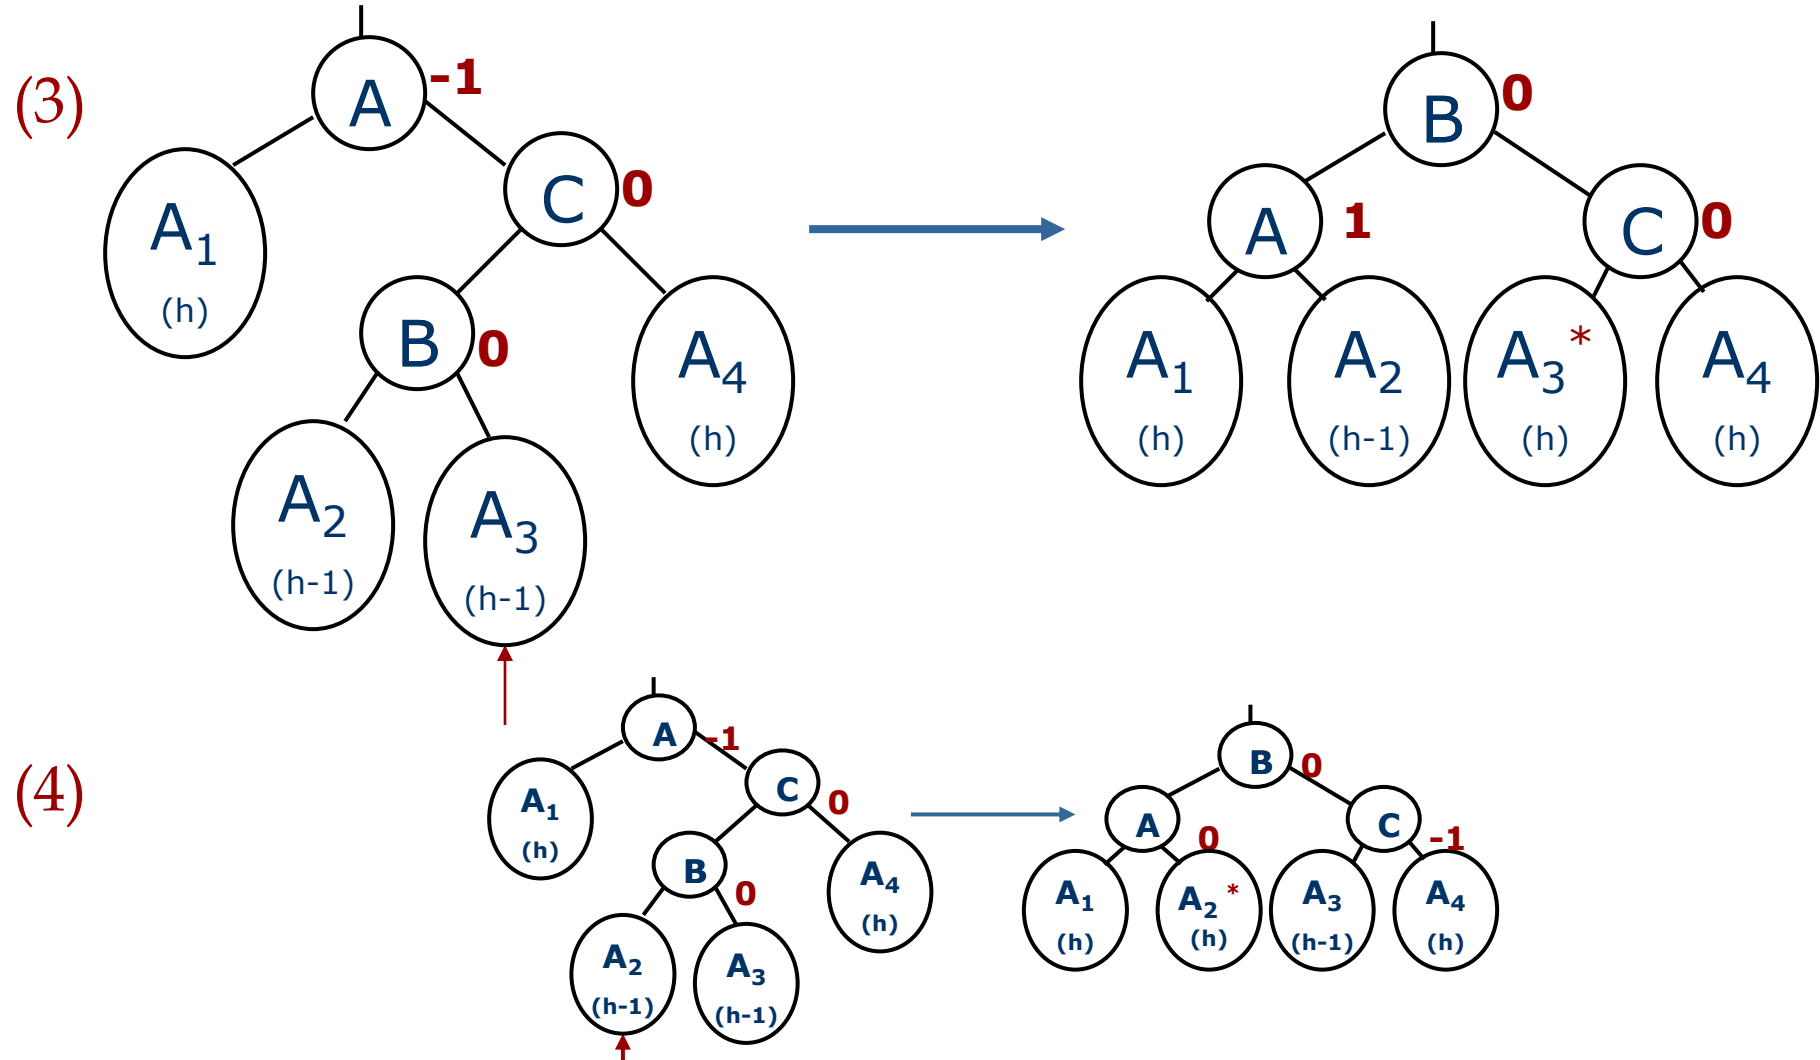 (3)
A -1
B 0
A₁
(h)
C 0
A 1
C 0
B 0
A₄
(h)
A₁
(h)
A₂
(h-1)
A₃*
(h)
A₄
(h)
A₂
(h-1)
A₃
(h-1)
(4)
A -1
C 0
A₁
(h)
B 0
A₄
(h)
A₂
(h-1)
A₃
(h-1)
B 0
A 0
C -1
A₁
(h)
A₂*
(h)
A₃
(h-1)
A₄
(h)